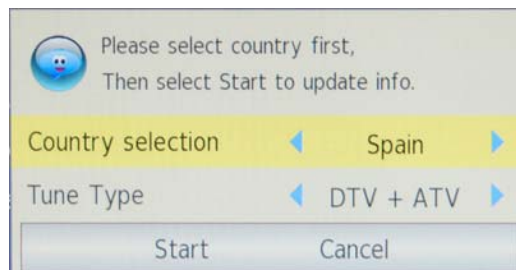 Please select country first,
Then select Start to update info.
Country selection Spain
Tune Type DTV + ATV
Start Cancel